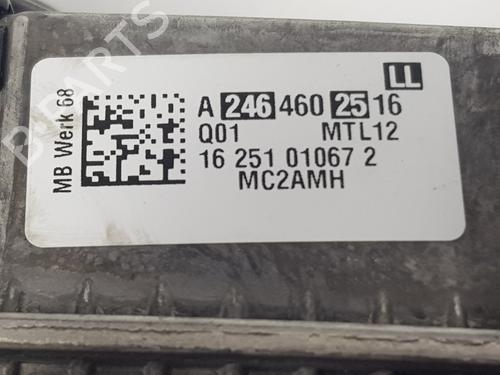 LL
MB Werk 68
A 246 460 25 16
Q01 MTL12
16 251 01067 2
MC2AMH
B-PARTS